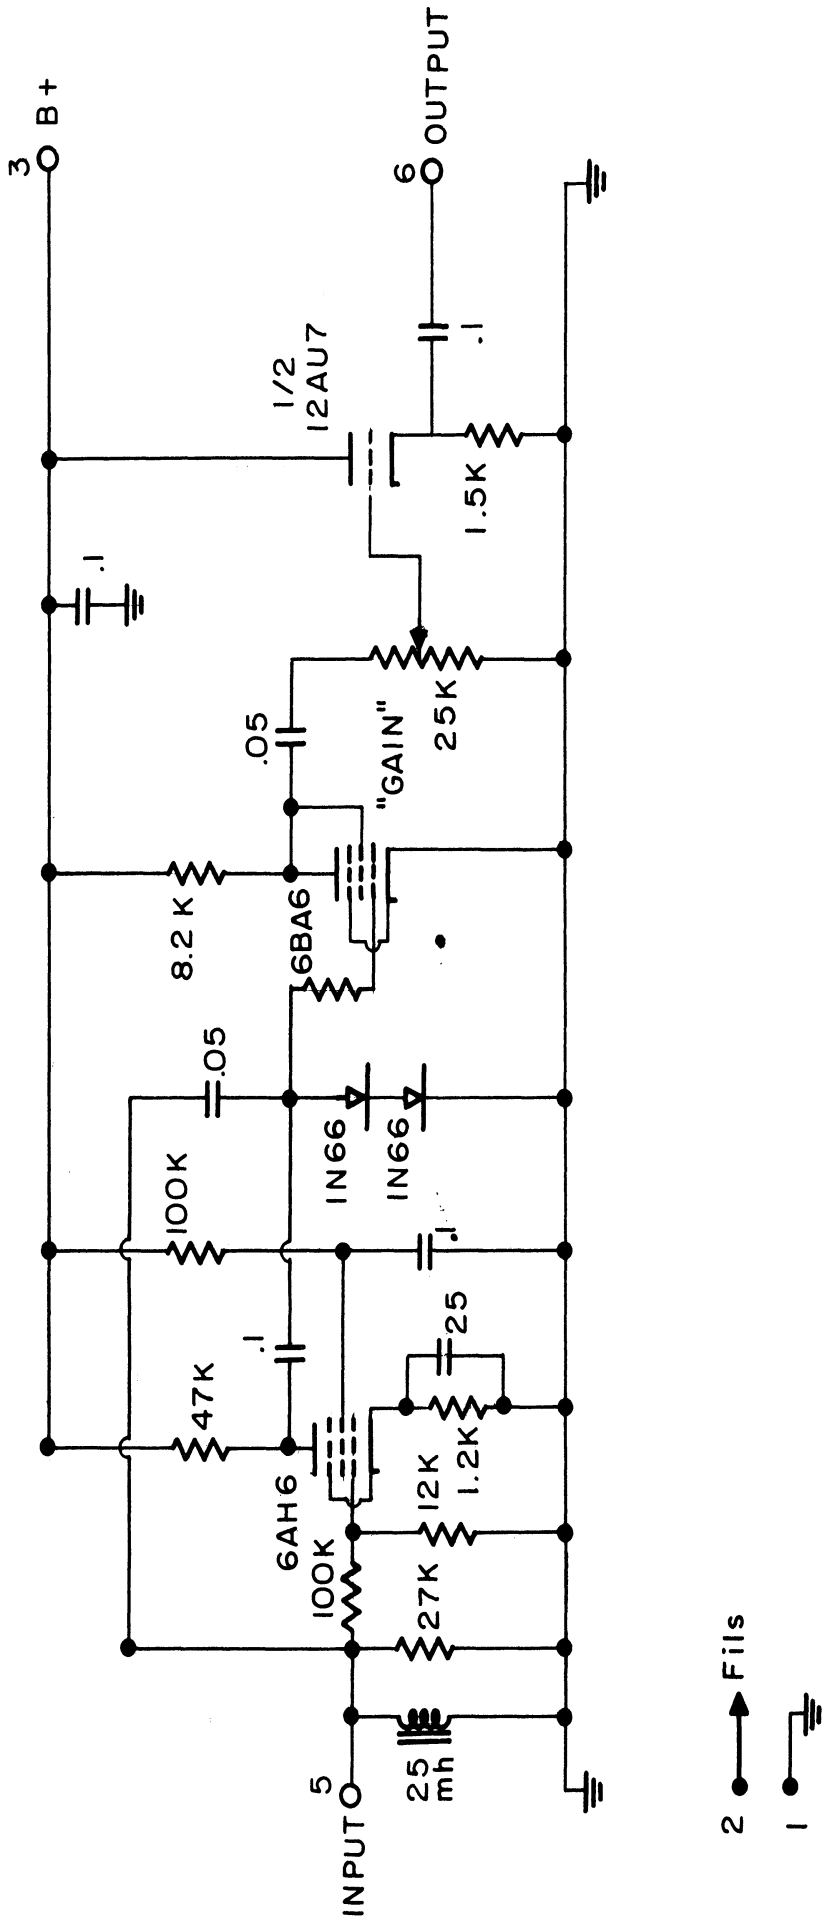 3
B+
47K
100K
.05
8.2 K
.1
.1
6AH6
6BA6
.05
1/2
12AU7
5
INPUT
100K
25
mh
27K
12K
1.2K
25
.1
1N66
1N66
"GAIN"
25K
1.5K
.1
6
OUTPUT
2
Fils
1